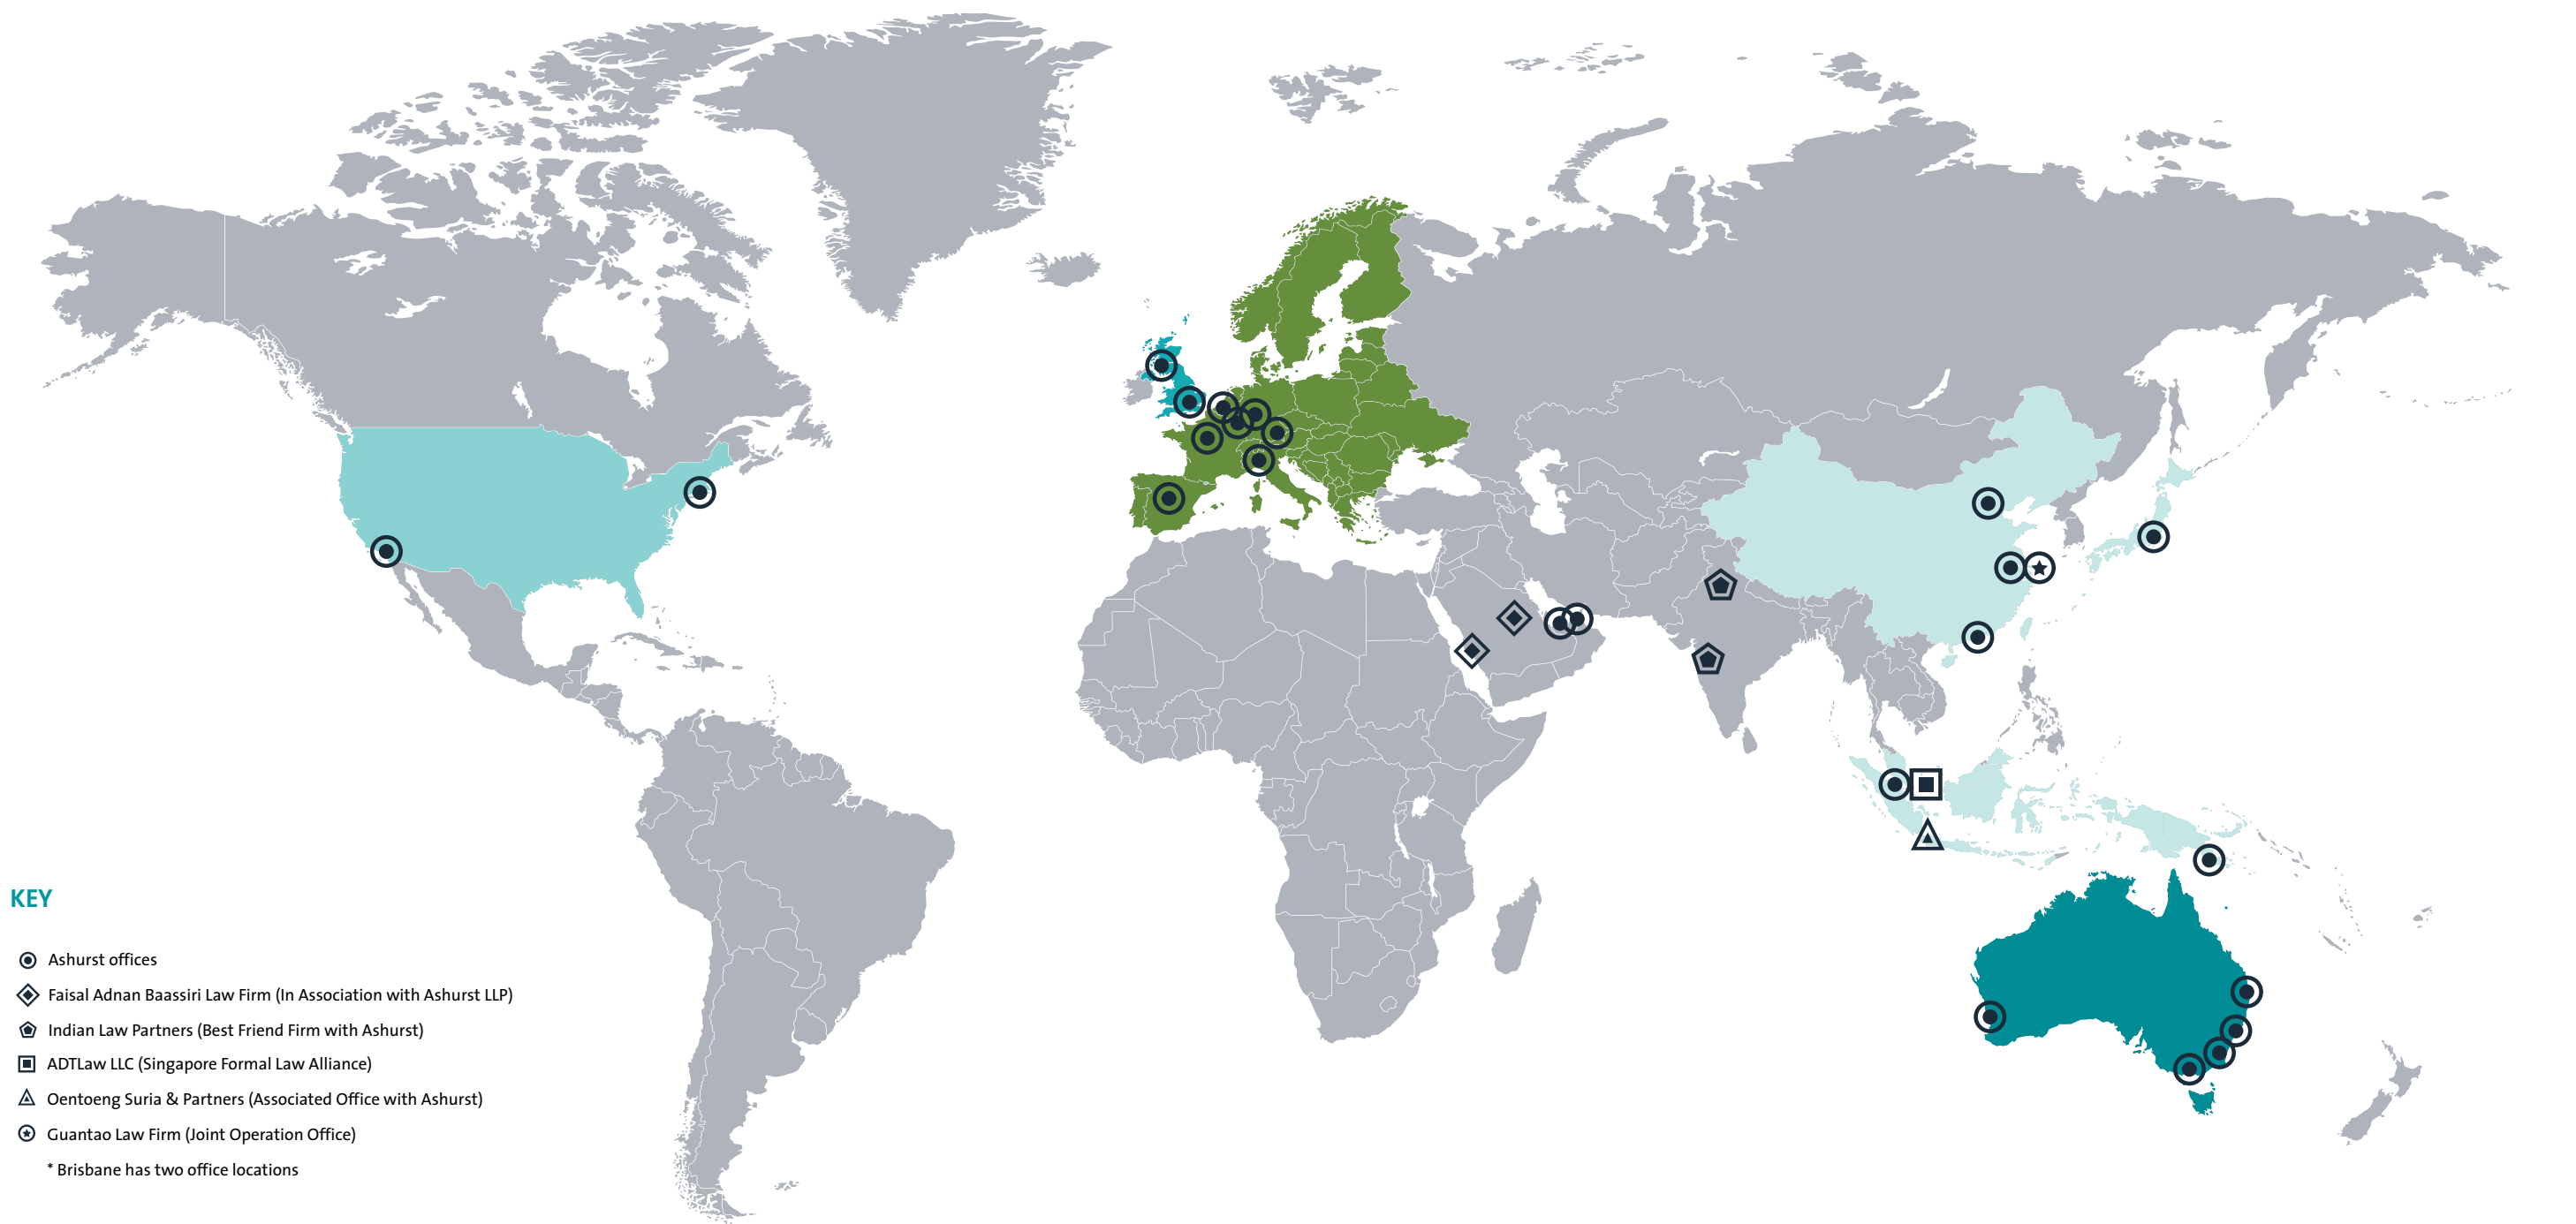 KEY
Ashurst offices
Faisal Adnan Baassiri Law Firm (In Association with Ashurst LLP)
Indian Law Partners (Best Friend Firm with Ashurst)
ADTLaw LLC (Singapore Formal Law Alliance)
Oentoeng Suria & Partners (Associated Office with Ashurst)
Guantao Law Firm (Joint Operation Office)
* Brisbane has two office locations